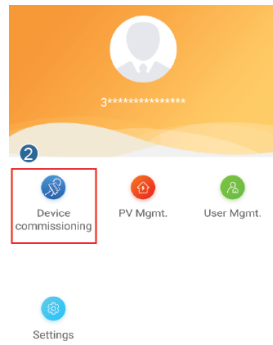 3***************
2
Device
commissioning
PV Mgmt.
User Mgmt.
Settings